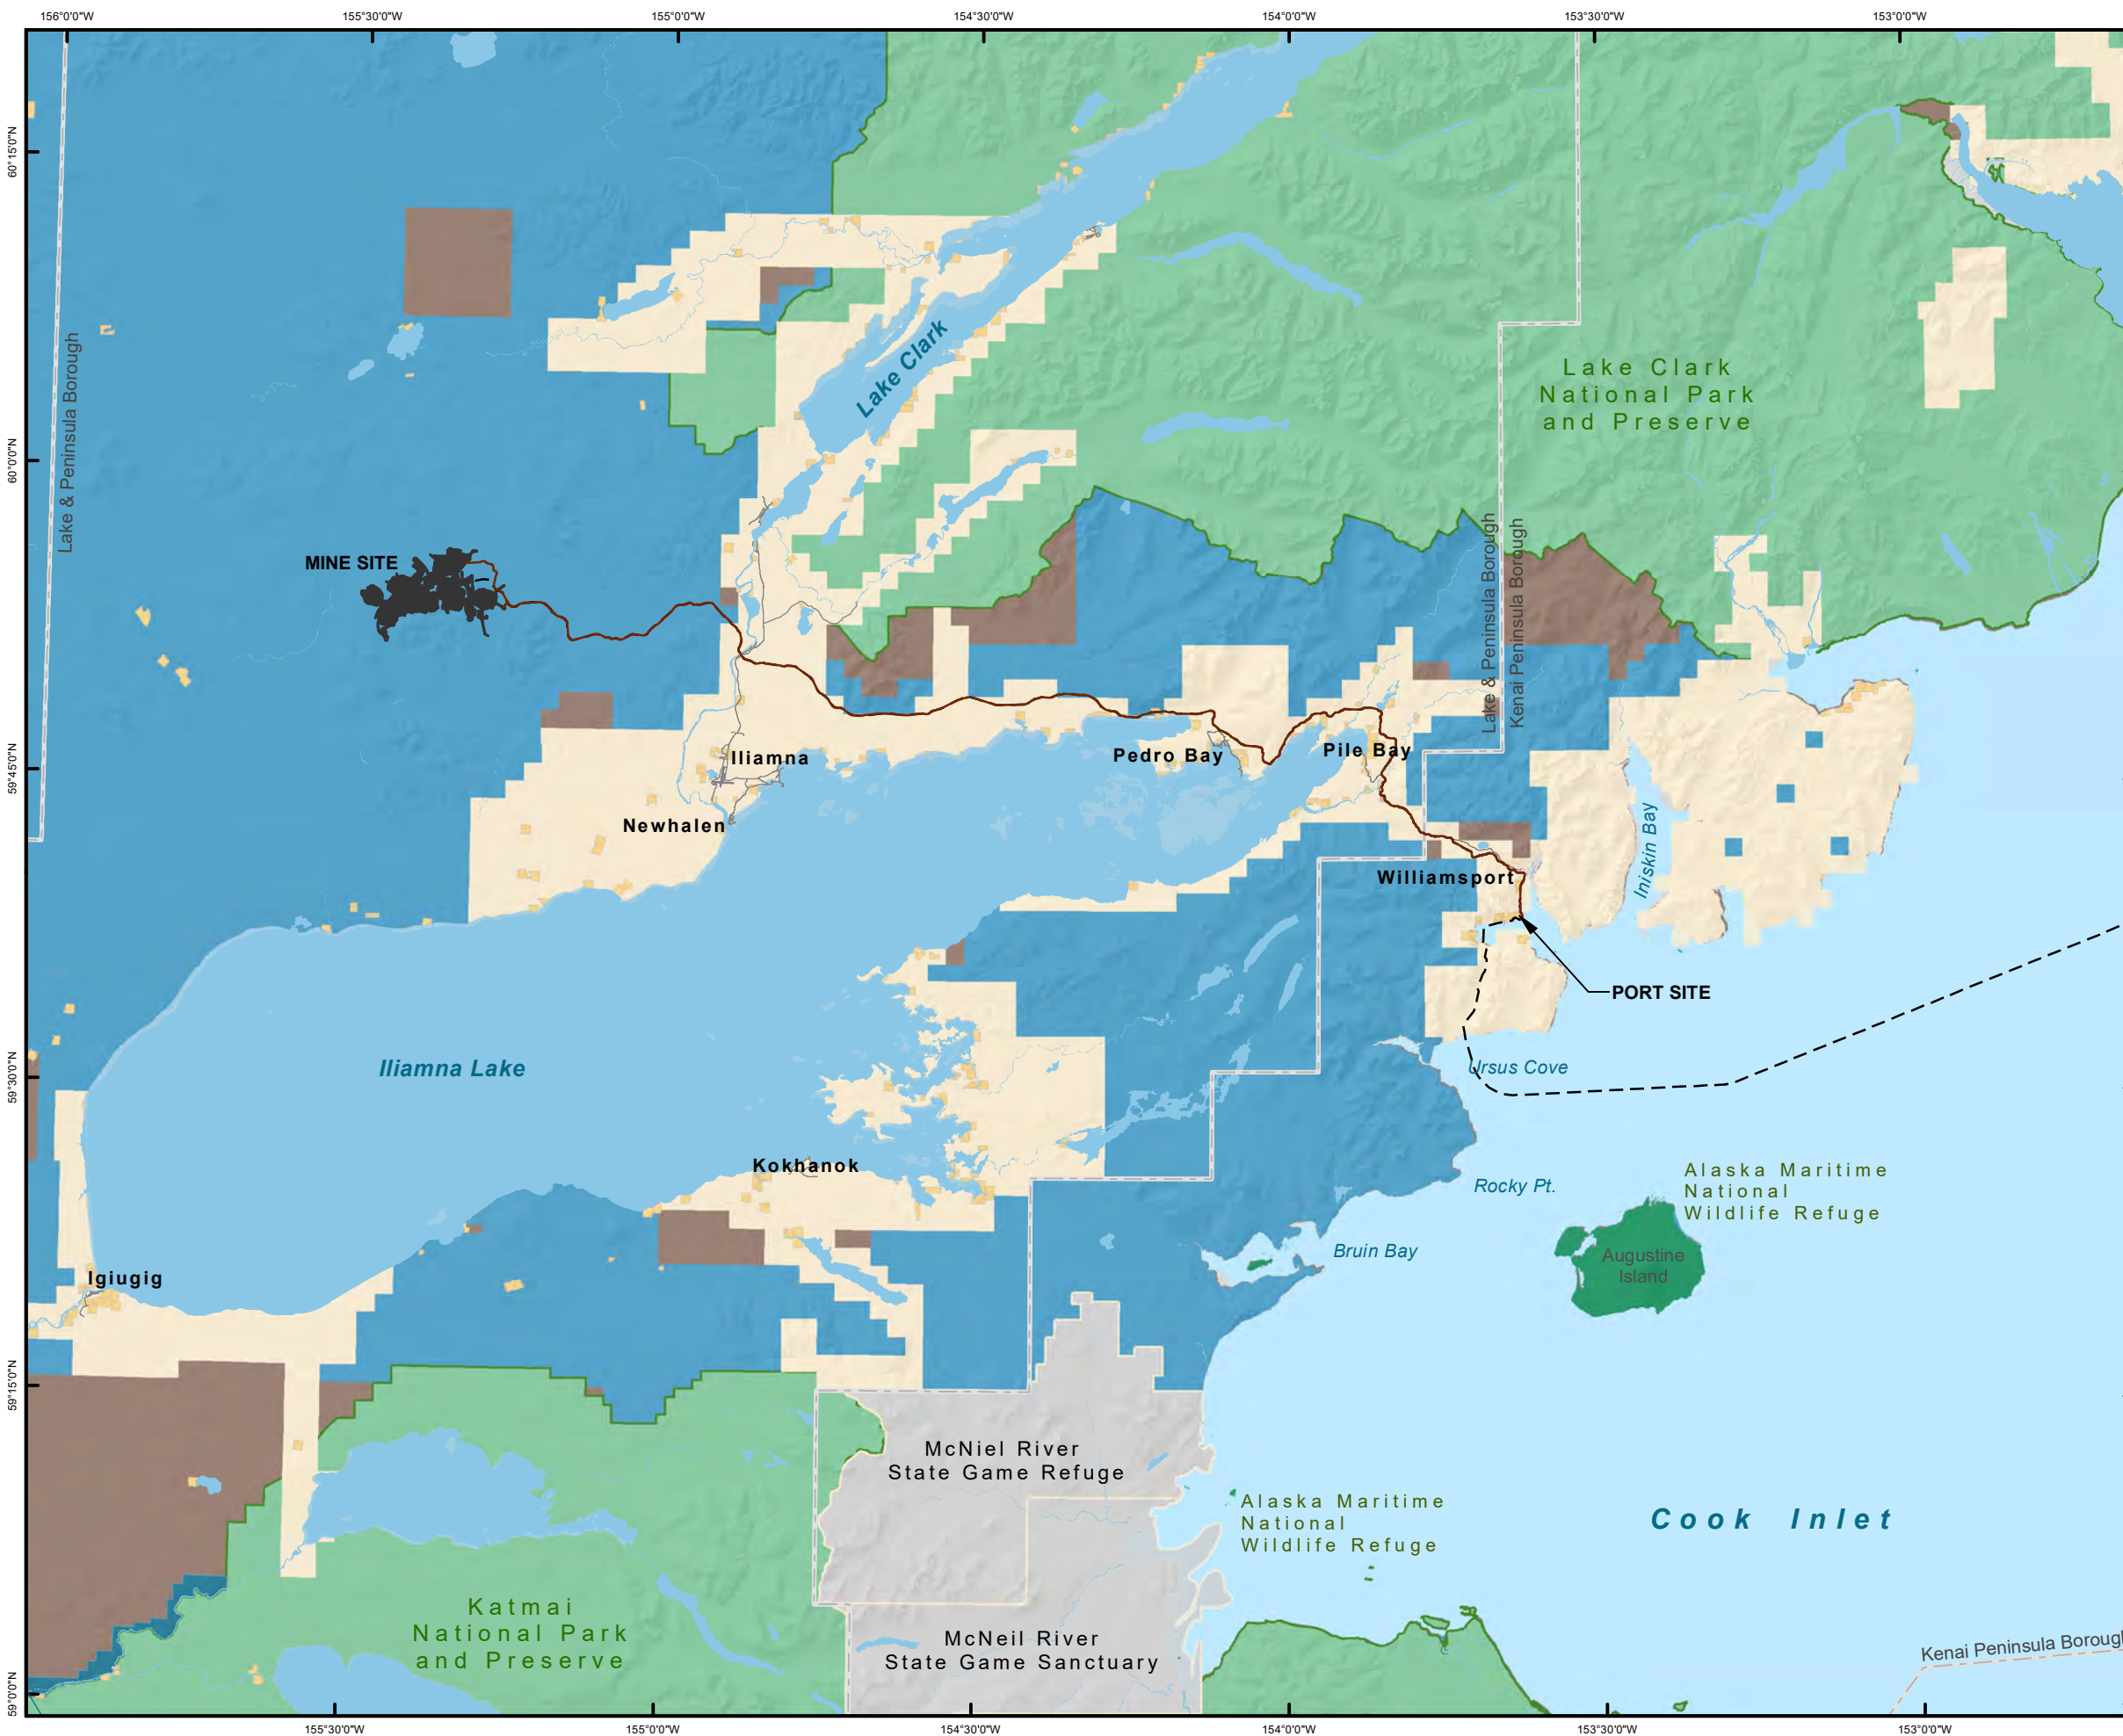 156°0'0"W
155°30'0"W
155°0'0"W
154°30'0"W
154°0'0"W
153°30'0"W
153°0'0"W
60°15'0"N
60°0'0"N
59°45'0"N
59°30'0"N
59°15'0"N
59°0'0"N
Lake & Peninsula Borough
Lake Clark
Lake Clark
National Park
and Preserve
MINE SITE
Lake & Peninsula Borough
Kenai Peninsula Borough
Iliamna
Pedro Bay
Pile Bay
Newhalen
Iniskin Bay
Williamsport
PORT SITE
Iliamna Lake
Ursus Cove
Kokhanok
Alaska Maritime
National
Wildlife Refuge
Rocky Pt.
Bruin Bay
Augustine
Island
Igiugig
McNiel River
State Game Refuge
Alaska Maritime
National
Wildlife Refuge
Cook Inlet
Katmai
National Park
and Preserve
McNeil River
State Game Sanctuary
Kenai Peninsula Boroug
155°30'0"W
155°0'0"W
154°30'0"W
154°0'0"W
153°30'0"W
153°0'0"W